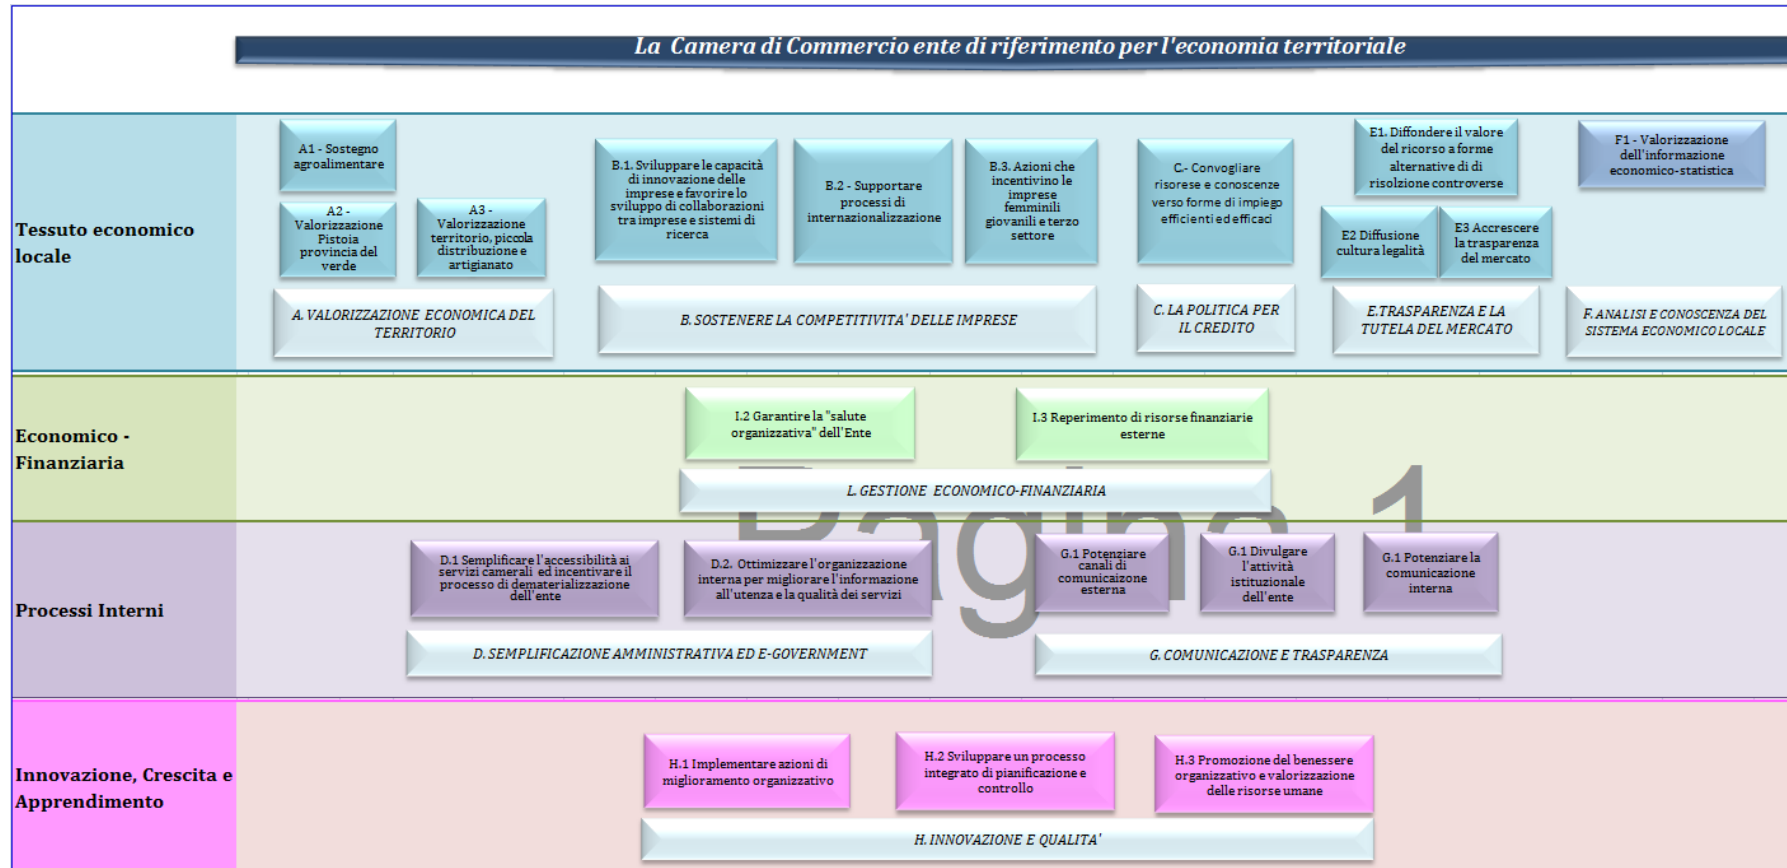 La Camera di Commercio ente di riferimento per l'economia territoriale
Tessuto economico
locale
A1 - Sostegno
agroalimentare
A2 -
Valorizzazione
Pistoia
provincia del
verde
A3 -
Valorizzazione
territorio, piccola
distribuzione e
artigianato
A. VALORIZZAZIONE ECONOMICA DEL
TERRITORIO
B.1. Sviluppare le capacità
di innovazione delle
imprese e favorire lo
sviluppo di collaborazioni
tra imprese e sistemi di
ricerca
B.2 - Supportare
processi di
internazionalizzazione
B.3. Azioni che
incentivino le
imprese
femminili
giovanili e terzo
settore
B. SOSTENERE LA COMPETITIVITA' DELLE IMPRESE
C.- Convogliare
risorese e conoscenze
verso forme di impiego
efficienti ed efficaci
C. LA POLITICA PER
IL CREDITO
E1. Diffondere il valore
del ricorso a forme
alternative di di
risolzione controverse
E2 Diffusione
cultura legalità
E3 Accrescere
la trasparenza
del mercato
E.TRASPARENZA E LA
TUTELA DEL MERCATO
F1 - Valorizzazione
dell'informazione
economico-statistica
F. ANALISI E CONOSCENZA DEL
SISTEMA ECONOMICO LOCALE
Economico -
Finanziaria
I.2 Garantire la "salute
organizzativa" dell'Ente
I.3 Reperimento di risorse finanziarie
esterne
L. GESTIONE ECONOMICO-FINANZIARIA
Pagina 1
Processi Interni
D.1 Semplificare l'accessibilità ai
servizi camerali ed incentivare il
processo di dematerializzazione
dell'ente
D.2. Ottimizzare l'organizzazione
interna per migliorare l'informazione
all'utenza e la qualità dei servizi
D. SEMPLIFICAZIONE AMMINISTRATIVA ED E-GOVERNMENT
G.1 Potenziare
canali di
comunicaizone
esterna
G.1 Divulgare
l'attività
istituzionale
dell'ente
G.1 Potenziare la
comunicazione
interna
G. COMUNICAZIONE E TRASPARENZA
Innovazione, Crescita e
Apprendimento
H.1 Implementare azioni di
miglioramento organizzativo
H.2 Sviluppare un processo
integrato di pianificazione e
controllo
H.3 Promozione del benessere
organizzativo e valorizzazione
delle risorse umane
H. INNOVAZIONE E QUALITA'